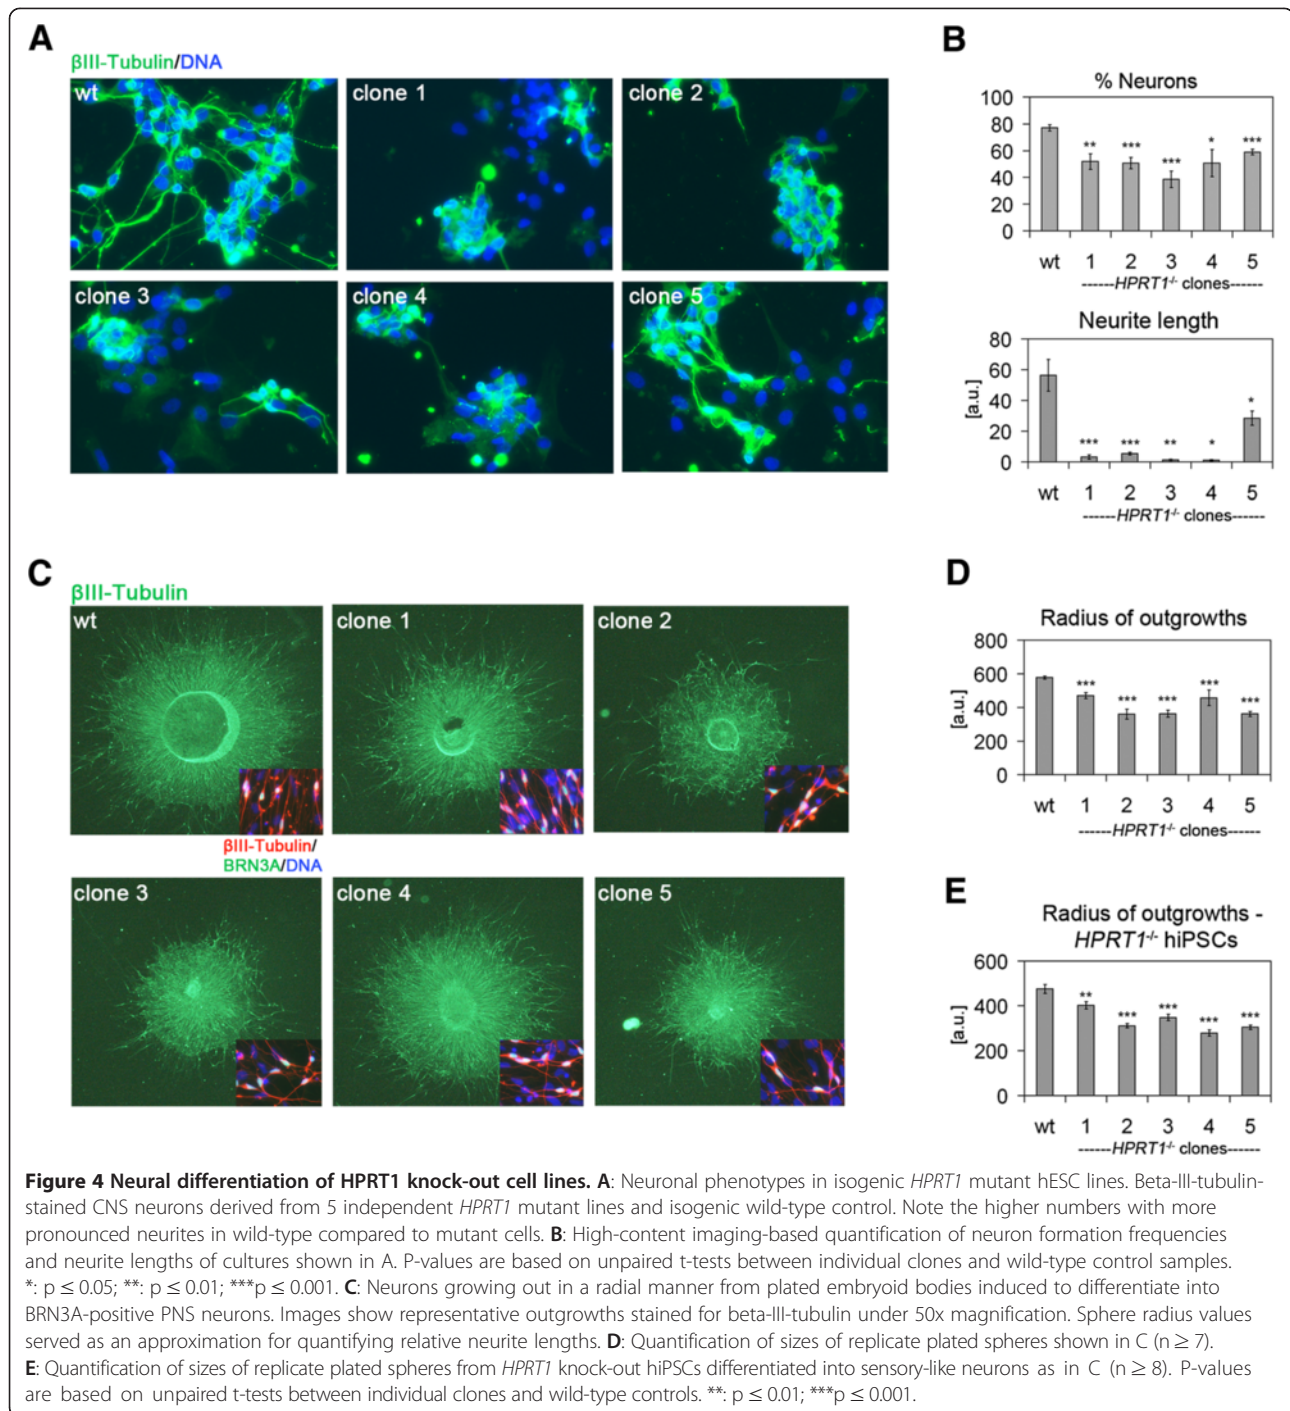 A
βIII-Tubulin/DNA
wt
clone 1
clone 2
clone 3
clone 4
clone 5
B
% Neurons
100
80
60
40
20
0
** *** *** * ***
wt 1 2 3 4 5
------HPRT1-/- clones------
Neurite length
80
60
40
20
0
[a.u.]
*** *** ** * *
wt 1 2 3 4 5
------HPRT1-/- clones------
C
βIII-Tubulin
wt
clone 1
clone 2
βIII-Tubulin/
BRN3A/DNA
clone 3
clone 4
clone 5
D
Radius of outgrowths
800
600
400
200
0
[a.u.]
*** *** *** *** ***
wt 1 2 3 4 5
------HPRT1-/- clones------
E
Radius of outgrowths -
HPRT1-/- hiPSCs
600
400
200
0
[a.u.]
** *** *** *** ***
wt 1 2 3 4 5
------HPRT1-/- clones------
Figure 4 Neural differentiation of HPRT1 knock-out cell lines. A: Neuronal phenotypes in isogenic HPRT1 mutant hESC lines. Beta-III-tubulin-
stained CNS neurons derived from 5 independent HPRT1 mutant lines and isogenic wild-type control. Note the higher numbers with more
pronounced neurites in wild-type compared to mutant cells. B: High-content imaging-based quantification of neuron formation frequencies
and neurite lengths of cultures shown in A. P-values are based on unpaired t-tests between individual clones and wild-type control samples.
*: p ≤ 0.05; **: p ≤ 0.01; ***p ≤ 0.001. C: Neurons growing out in a radial manner from plated embryoid bodies induced to differentiate into
BRN3A-positive PNS neurons. Images show representative outgrowths stained for beta-III-tubulin under 50x magnification. Sphere radius values
served as an approximation for quantifying relative neurite lengths. D: Quantification of sizes of replicate plated spheres shown in C (n ≥ 7).
E: Quantification of sizes of replicate plated spheres from HPRT1 knock-out hiPSCs differentiated into sensory-like neurons as in C (n ≥ 8). P-values
are based on unpaired t-tests between individual clones and wild-type controls. **: p ≤ 0.01; ***p ≤ 0.001.